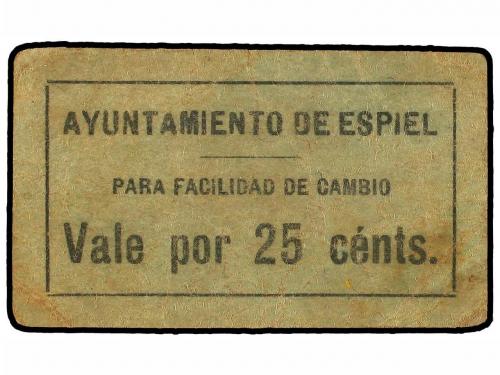 AYUNTAMIENTO DE ESPIEL
PARA FACILIDAD DE CAMBIO
Vale por 25 cénts.